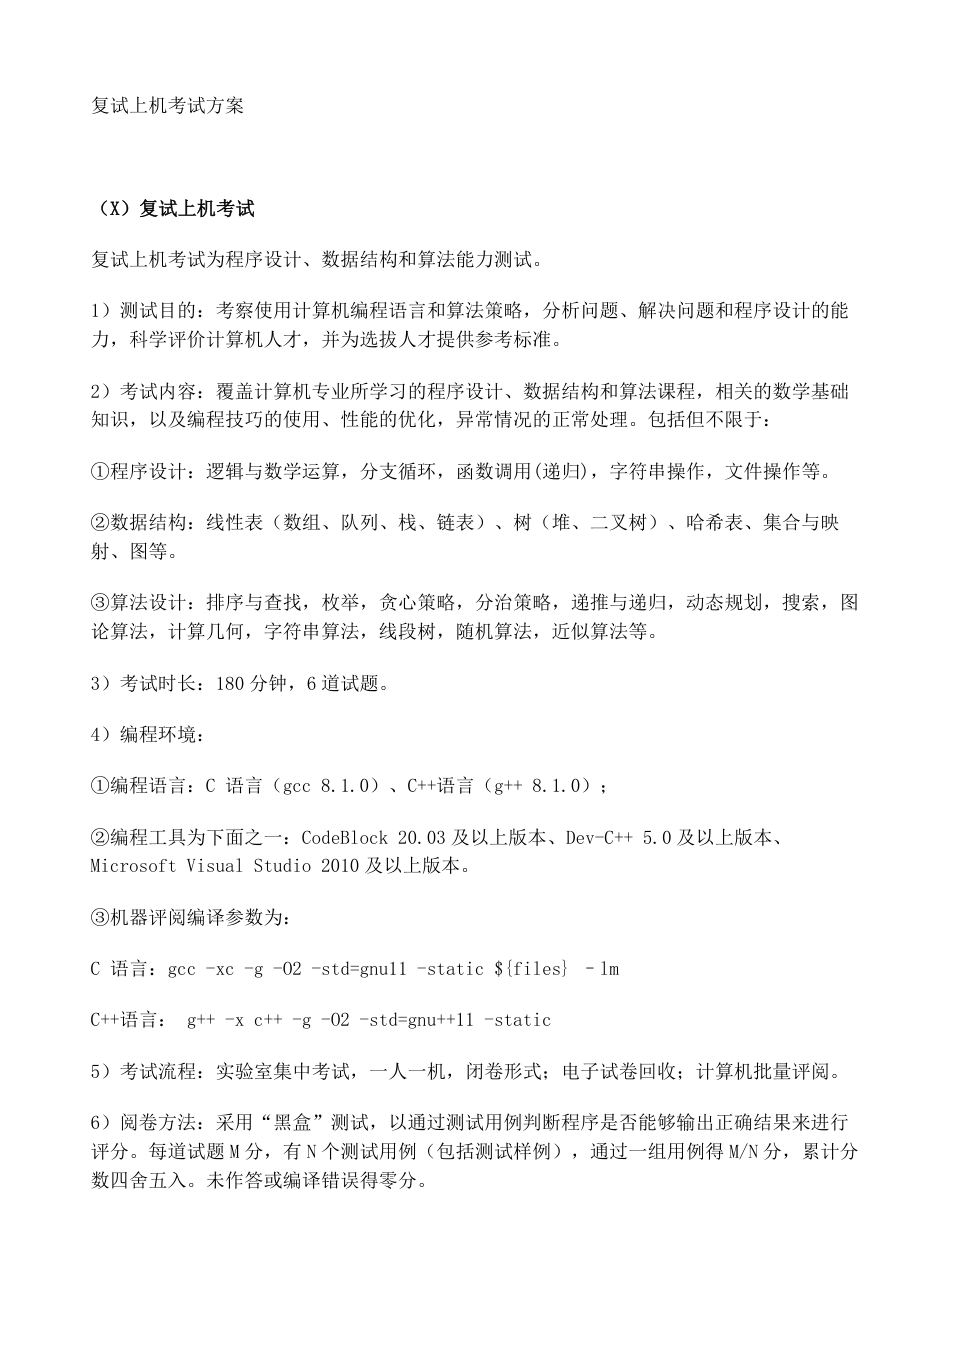 复试上机考试方案
（X）复试上机考试
复试上机考试为程序设计、数据结构和算法能力测试。
1）测试目的：考察使用计算机编程语言和算法策略，分析问题、解决问题和程序设计的能
力，科学评价计算机人才，并为选拔人才提供参考标准。
2）考试内容：覆盖计算机专业所学习的程序设计、数据结构和算法课程，相关的数学基础
知识，以及编程技巧的使用、性能的优化，异常情况的正常处理。包括但不限于：
①程序设计：逻辑与数学运算，分支循环，函数调用(递归)，字符串操作，文件操作等。
②数据结构：线性表（数组、队列、栈、链表）、树（堆、二叉树）、哈希表、集合与映
射、图等。
③算法设计：排序与查找，枚举，贪心策略，分治策略，递推与递归，动态规划，搜索，图
论算法，计算几何，字符串算法，线段树，随机算法，近似算法等。
3）考试时长：180 分钟，6 道试题。
4）编程环境：
①编程语言：C 语言（gcc 8.1.0）、C++语言（g++ 8.1.0）；
②编程工具为下面之一：CodeBlock 20.03 及以上版本、Dev-C++ 5.0 及以上版本、
Microsoft Visual Studio 2010 及以上版本。
③机器评阅编译参数为：
C 语言：gcc -xc -g -O2 -std=gnu11 -static ${files} –lm
C++语言： g++ -x c++ -g -O2 -std=gnu++11 -static
5）考试流程：实验室集中考试，一人一机，闭卷形式；电子试卷回收；计算机批量评阅。
6）阅卷方法：采用“黑盒”测试，以通过测试用例判断程序是否能够输出正确结果来进行
评分。每道试题 M 分，有 N 个测试用例（包括测试样例），通过一组用例得 M/N 分，累计分
数四舍五入。未作答或编译错误得零分。